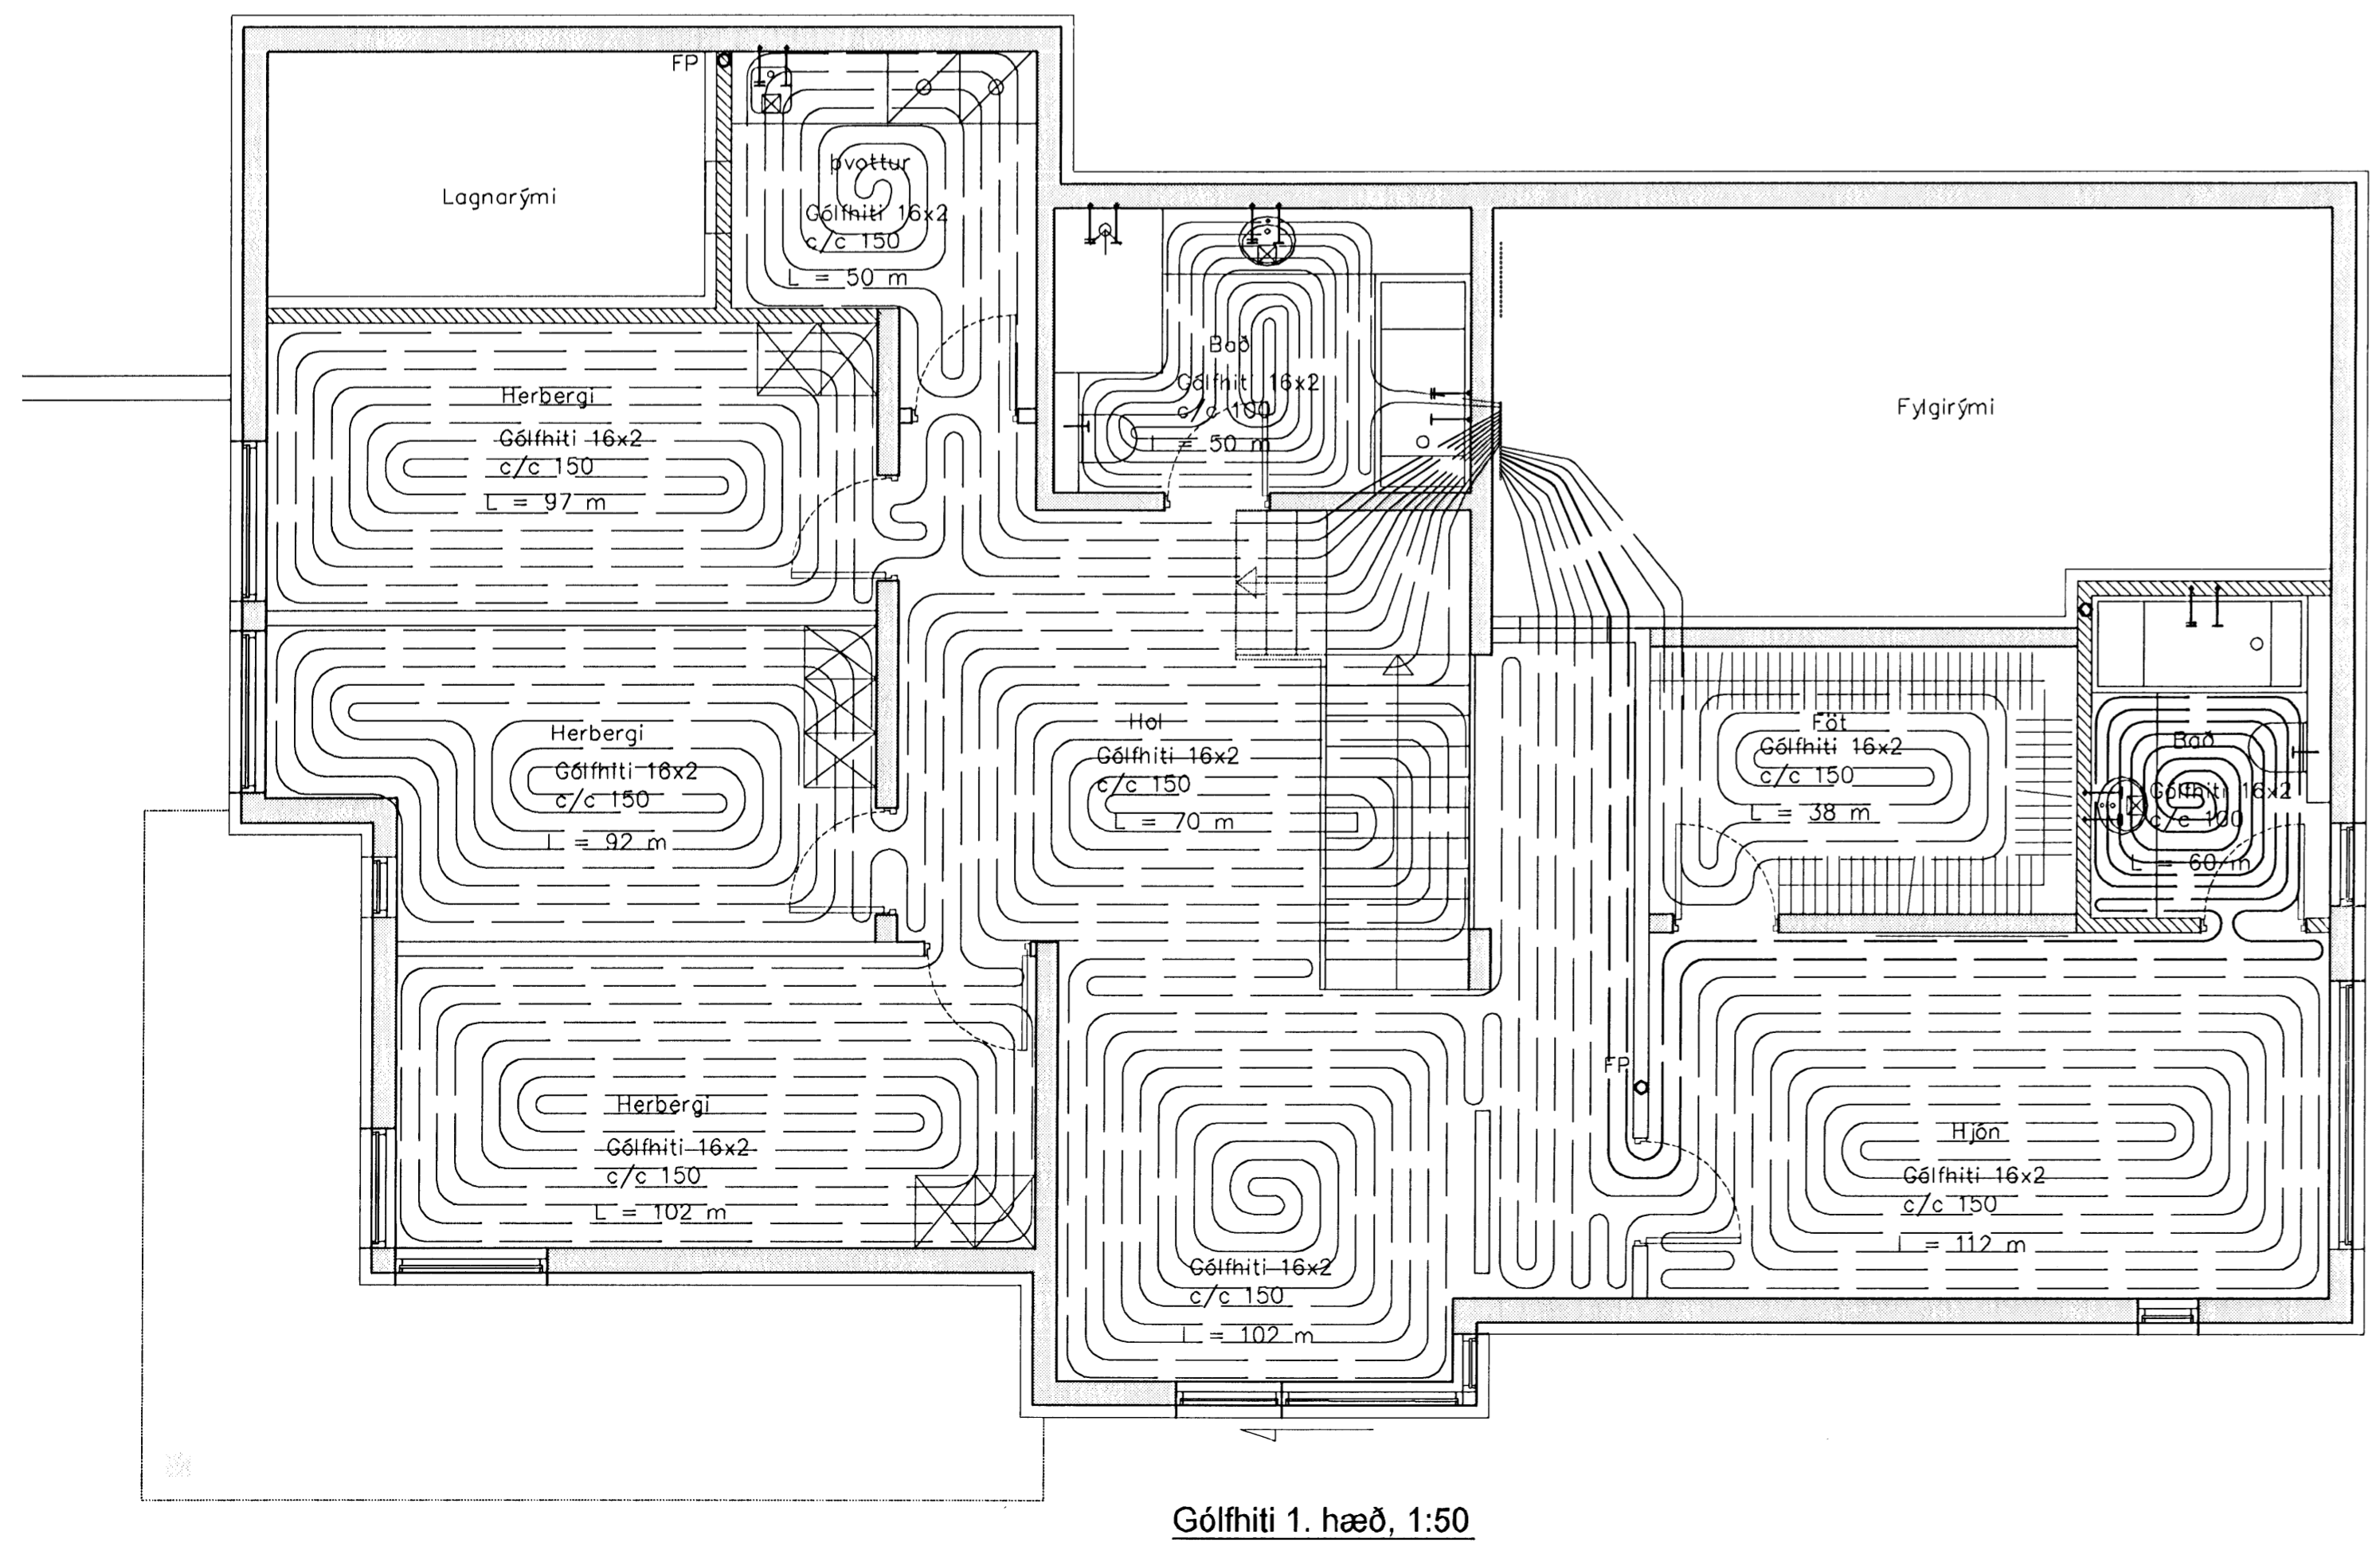 FP
Lagnarými
þvottur
Gólfhiti 16x2
c/c 150
L = 50 m
Herbergi
Gólfhiti 16x2
c/c 150
L = 97 m
Bað
Gólfhiti 16x2
c/c 100
L = 50 m
Fylgirými
Herbergi
Gólfhiti 16x2
c/c 150
L = 92 m
Hol
Gólfhiti 16x2
c/c 150
L = 70 m
Föt
Gólfhiti 16x2
c/c 150
L = 38 m
Bað
Gólfhiti 16x2
c/c 100
L = 60 m
Herbergi
Gólfhiti 16x2
c/c 150
L = 102 m
Gólfhiti 16x2
c/c 150
L = 102 m
FP
Hjón
Gólfhiti 16x2
c/c 150
L = 112 m
Gólfhiti 1. hæð, 1:50